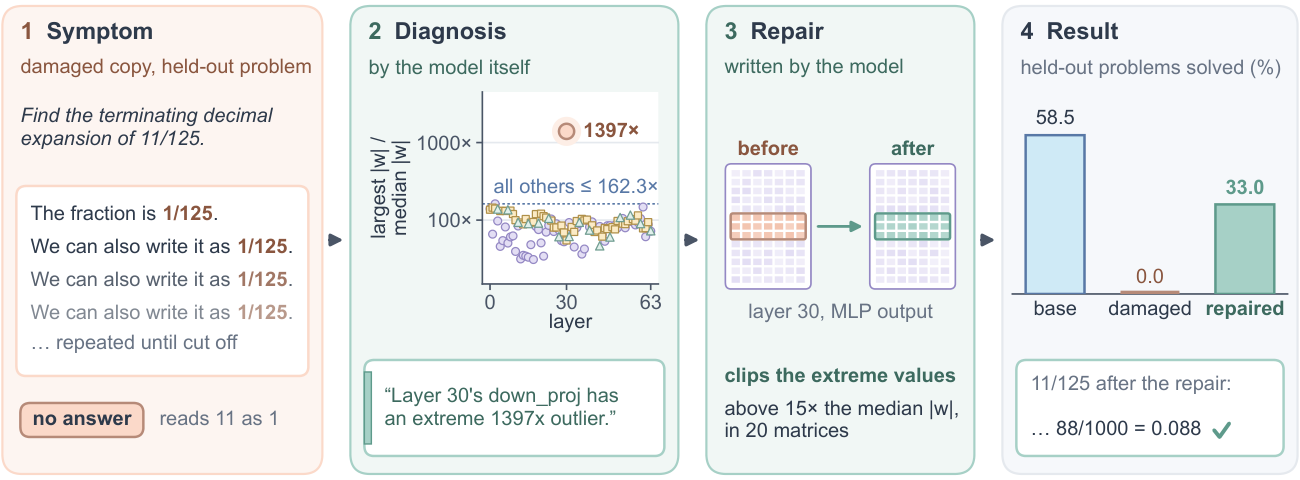 1 Symptom
damaged copy, held-out problem
Find the terminating decimal
expansion of 11/125.
The fraction is 1/125.
We can also write it as 1/125.
We can also write it as 1/125.
We can also write it as 1/125.
… repeated until cut off
no answer reads 11 as 1
2 Diagnosis
by the model itself
largest |w| /
median |w|
1000×
100×
1397×
all others ≤ 162.3×
0 30 63
layer
“Layer 30's down_proj has
an extreme 1397x outlier.”
3 Repair
written by the model
before after
layer 30, MLP output
clips the extreme values
above 15× the median |w|,
in 20 matrices
4 Result
held-out problems solved (%)
58.5
0.0
33.0
base damaged repaired
11/125 after the repair:
… 88/1000 = 0.088